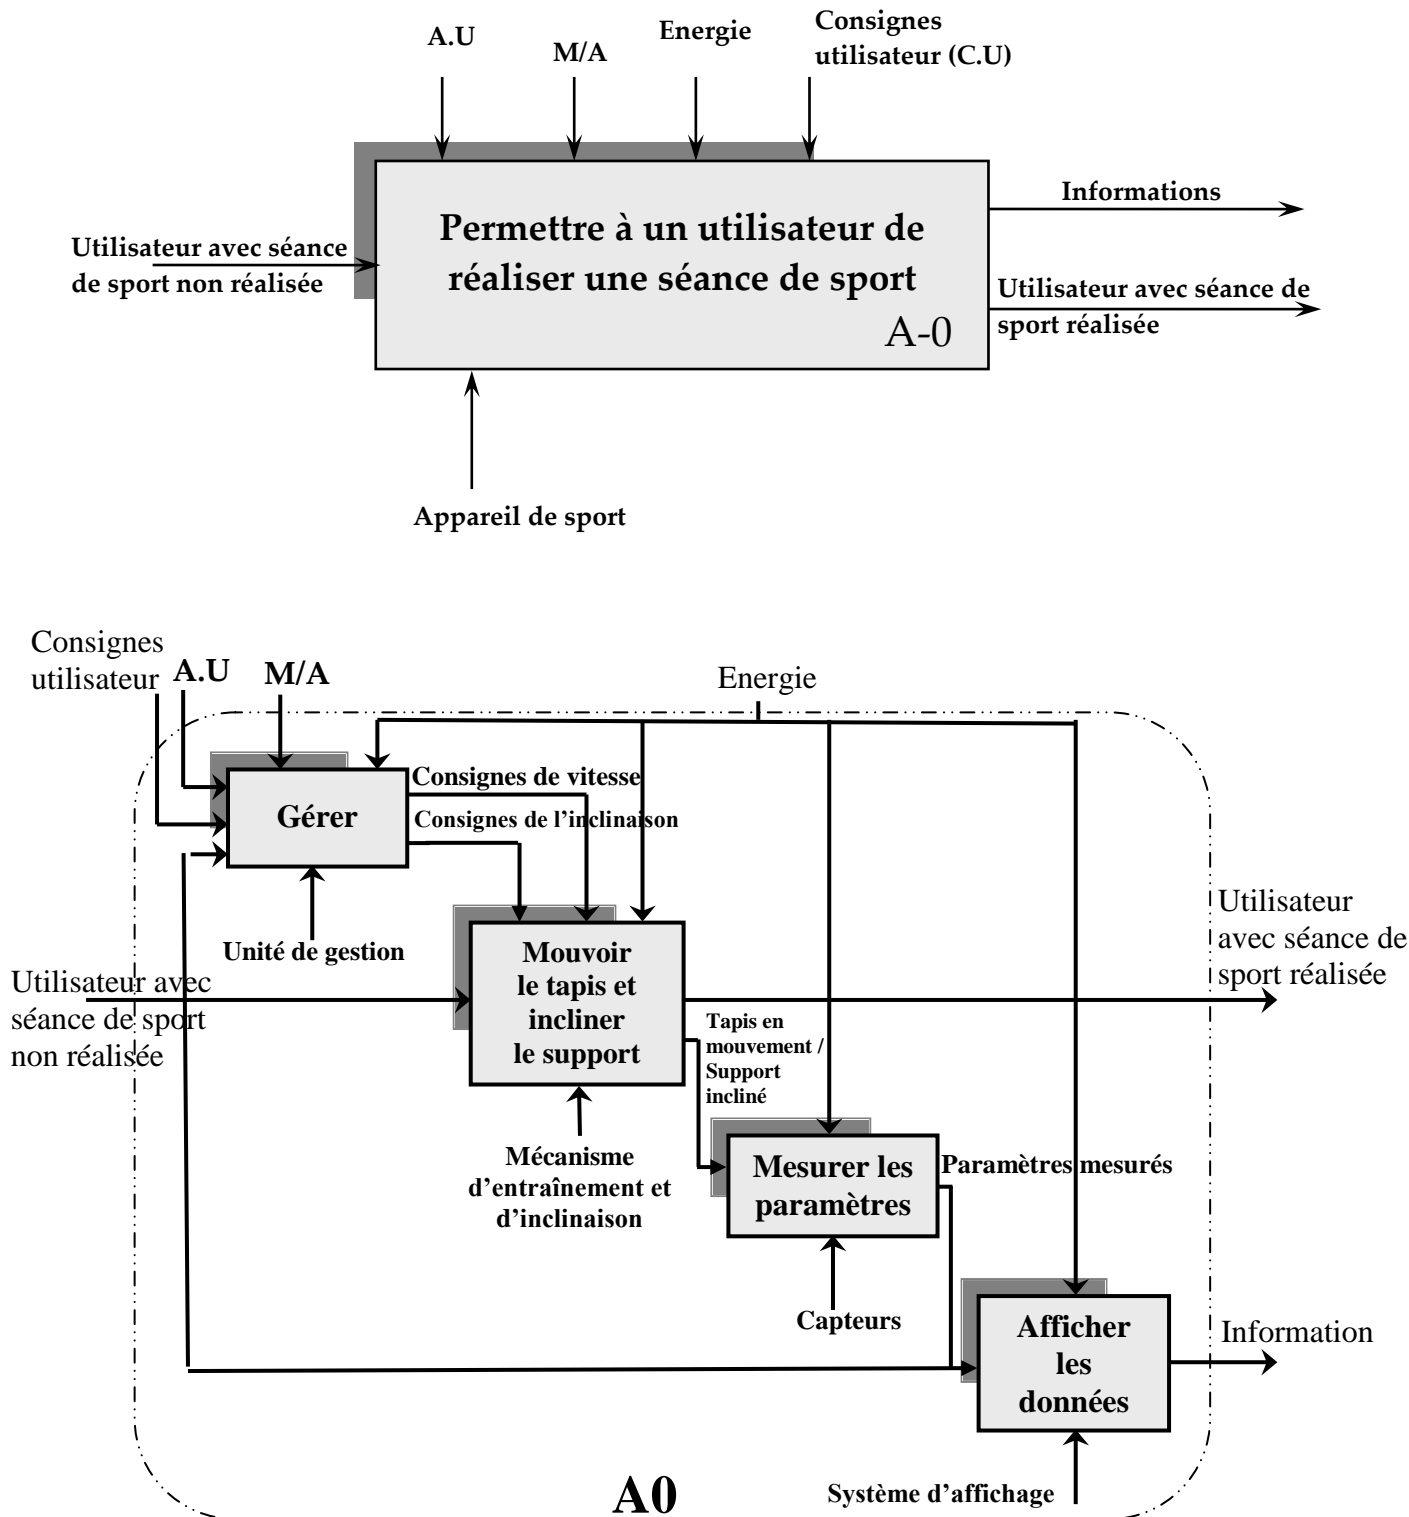 A.U
M/A
Energie
Consignes
utilisateur (C.U)
Permettre à un utilisateur de
réaliser une séance de sport
A-0
Utilisateur avec séance
de sport non réalisée
Informations
Utilisateur avec séance de
sport réalisée
Appareil de sport
Consignes
utilisateur
A.U
M/A
Energie
Gérer
Consignes de vitesse
Consignes de l’inclinaison
Unité de gestion
Utilisateur avec
séance de sport
non réalisée
Mouvoir
le tapis et
incliner
le support
Utilisateur
avec séance de
sport réalisée
Tapis en
mouvement /
Support
incliné
Mécanisme
d’entraînement et
d’inclinaison
Mesurer les
paramètres
Paramètres mesurés
Capteurs
Afficher
les
données
Information
Système d’affichage
A0